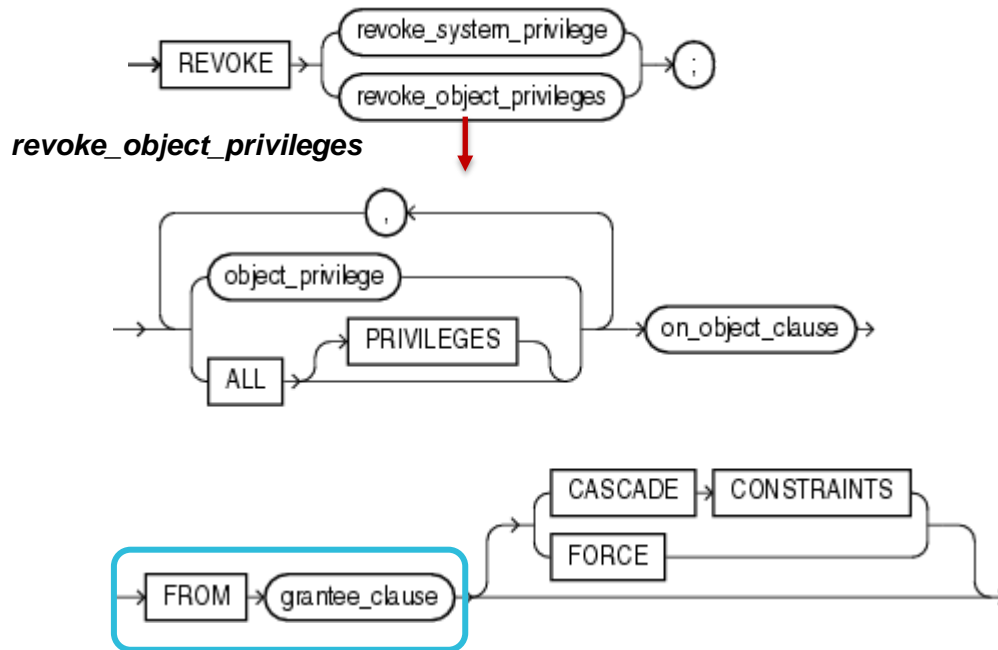 revoke_system_privilege
REVOKE
;
revoke_object_privileges
revoke_object_privileges
,
object_privilege
PRIVILEGES
on_object_clause
ALL
CASCADE CONSTRAINTS
FORCE
FROM grantee_clause